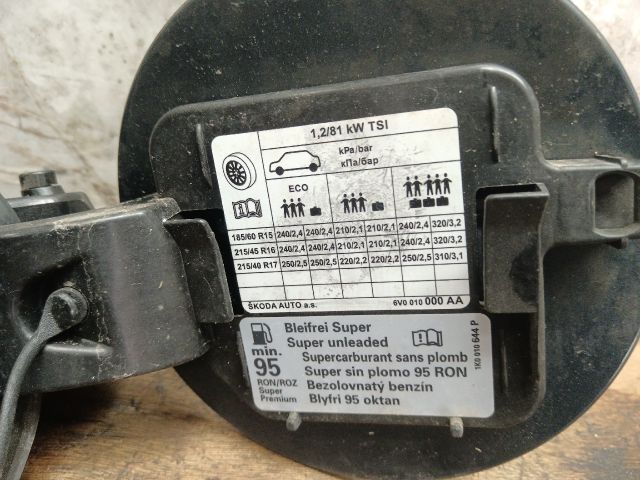 1,2/81 kW TSI
kPa/bar
кПа/бар
ECO
185/60 R15 240/2,4 240/2,4 210/2,1 210/2,1 240/2,4 320/3,2
215/45 R16 240/2,4 240/2,4 210/2,1 210/2,1 240/2,4 320/3,2
215/40 R17 250/2,5 250/2,5 220/2,2 220/2,2 250/2,5 310/3,1
ŠKODA AUTO a.s. 6V0 010 000 AA
min.
95
RON/ROZ
Super
Premium
Bleifrei Super
Super unleaded
Supercarburant sans plomb
Super sin plomo 95 RON
Bezolovnatý benzín
Blyfri 95 oktan
1K0 010 644 P